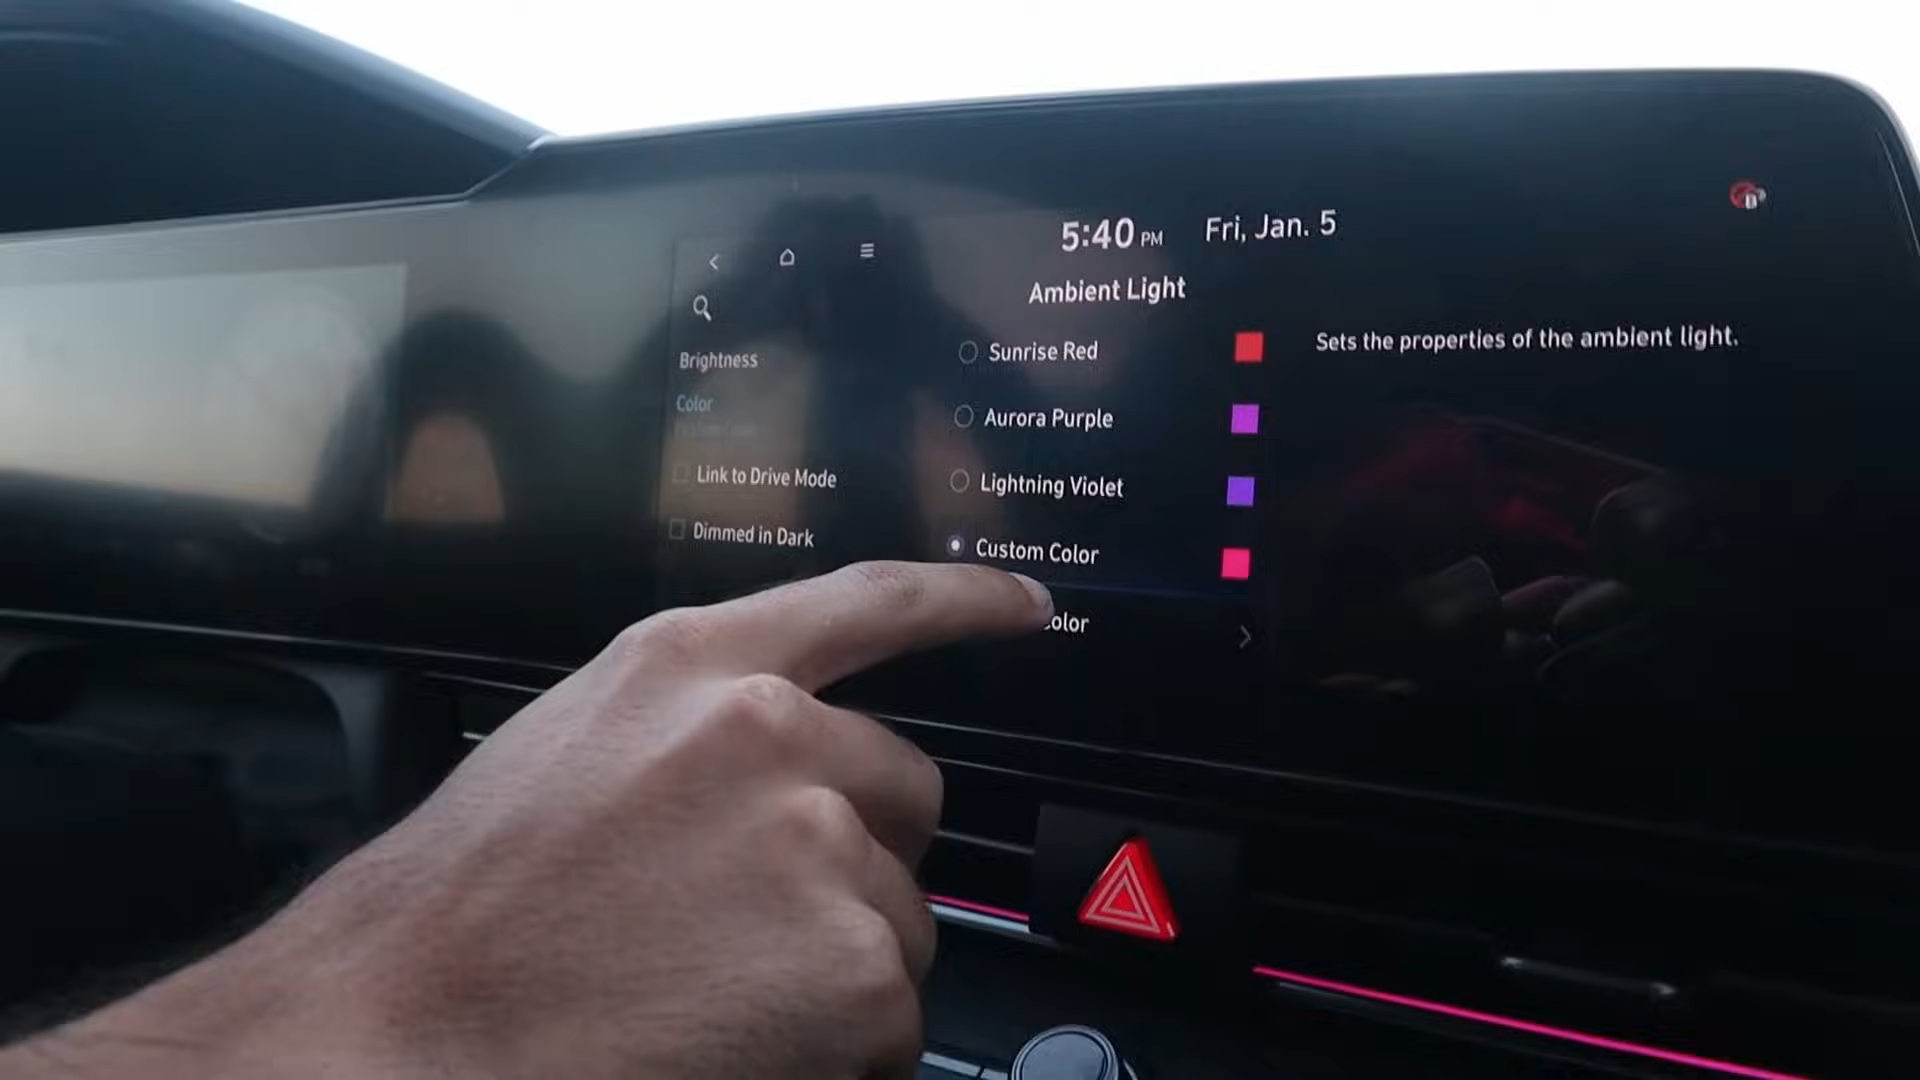 5:40 PM Fri, Jan. 5
Ambient Light
Brightness
Color
Link to Drive Mode
Dimmed in Dark
Sunrise Red
Aurora Purple
Lightning Violet
Custom Color
olor
Sets the properties of the ambient light.